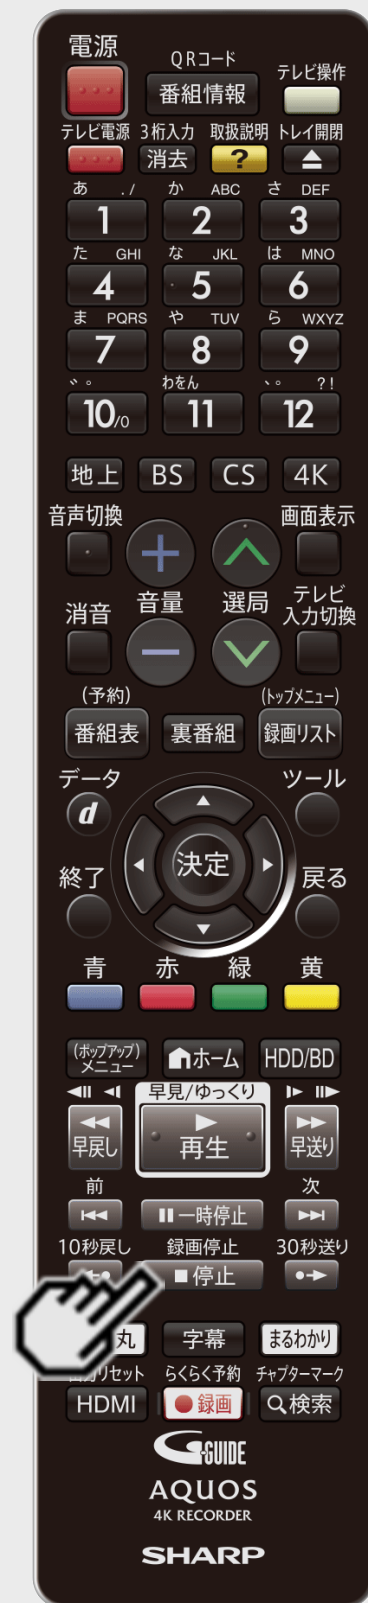 電源
QRコード
テレビ操作
番組情報
テレビ電源 3桁入力 取扱説明 トレイ開閉
消去 ?
あ ./ か ABC さ DEF
1 2 3
た GHI な JKL は MNO
4 5 6
ま PQRS や TUV ら WXYZ
7 8 9
゛゜ わをん 、。 ?!
10/0 11 12
地上 BS CS 4K
音声切換 画面表示
消音 音量 選局 テレビ
入力切換
(予約) (トップメニュー)
番組表 裏番組 録画リスト
データ ツール
d
決定
終了 戻る
青 赤 緑 黄
(ポップアップ)
メニュー ホーム HDD/BD
早見/ゆっくり
早戻し 再生 早送り
前 次
一時停止
10秒戻し 録画停止 30秒送り
停止
丸 字幕 まるわかり
リセット らくらく予約 チャプターマーク
HDMI 録画 検索
G-GUIDE
AQUOS
4K RECORDER
SHARP